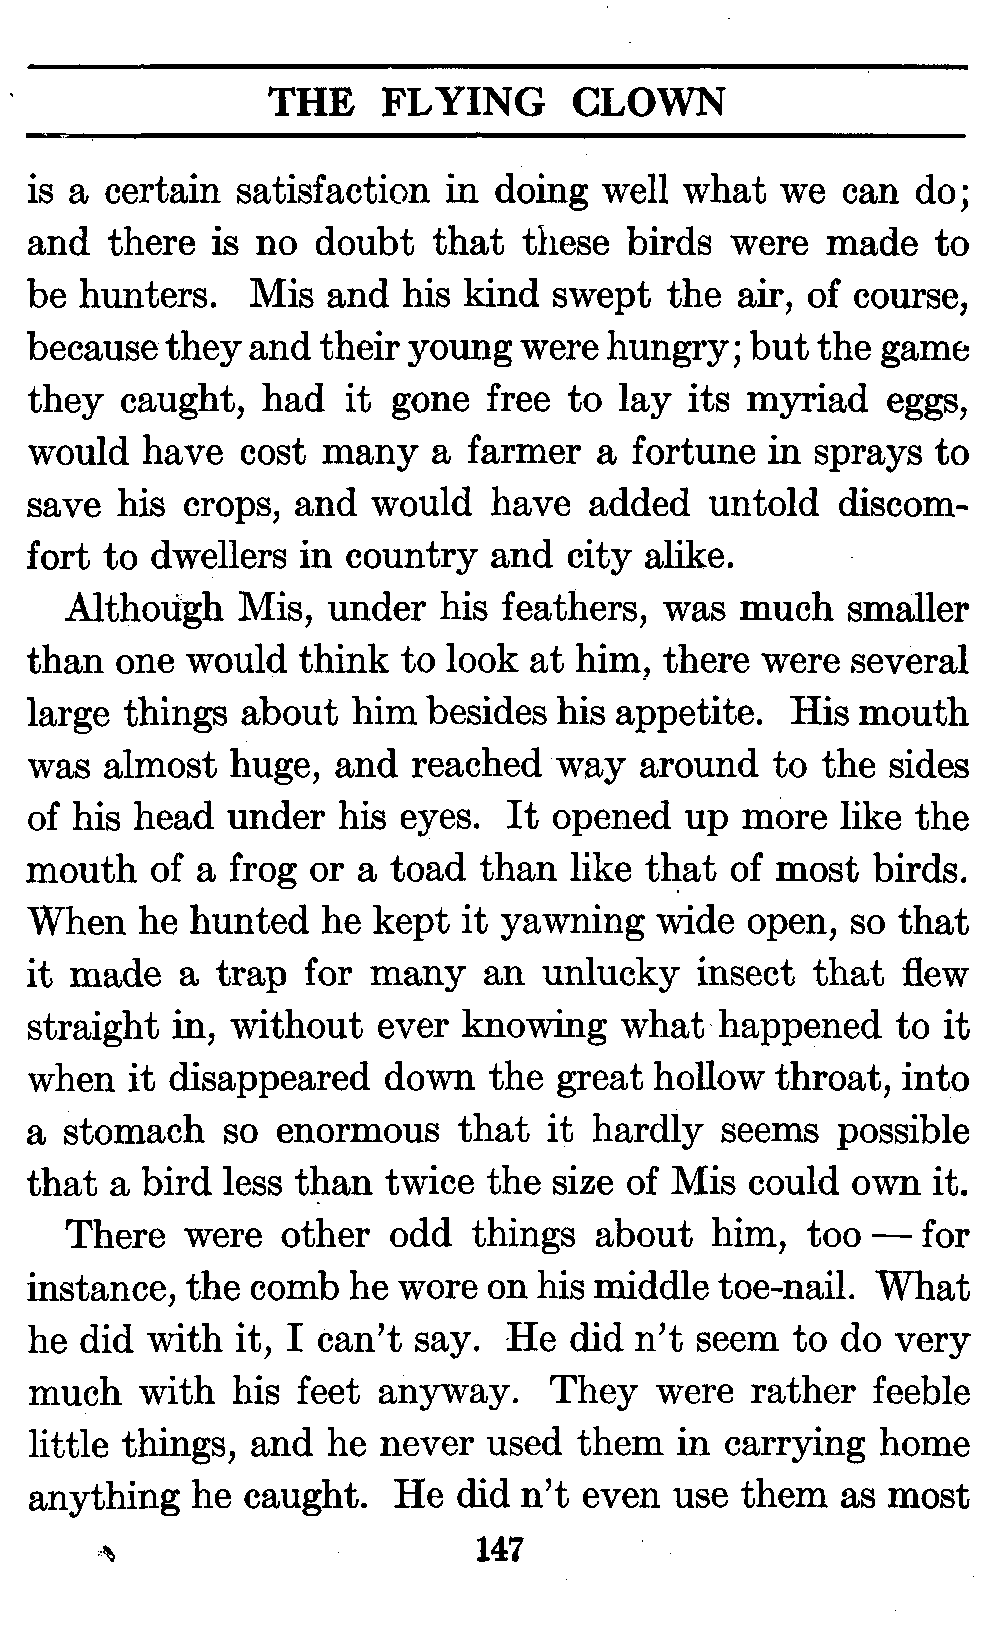 THE FLYING CLOWN
is a certain satisfaction in doing well what we can do;
and there is no doubt that these birds were made to
be hunters. Mis and his kind swept the air, of course,
because they and their young were hungry; but the game
they caught, had it gone free to lay its myriad eggs,
would have cost many a farmer a fortune in sprays to
save his crops, and would have added untold discom-
fort to dwellers in country and city alike.
Although Mis, under his feathers, was much smaller
than one would think to look at him, there were several
large things about him besides his appetite. His mouth
was almost huge, and reached way around to the sides
of his head under his eyes. It opened up more like the
mouth of a frog or a toad than like that of most birds.
When he hunted he kept it yawning wide open, so that
it made a trap for many an unlucky insect that flew
straight in, without ever knowing what happened to it
when it disappeared down the great hollow throat, into
a stomach so enormous that it hardly seems possible
that a bird less than twice the size of Mis could own it.
There were other odd things about him, too — for
instance, the comb he wore on his middle toe-nail. What
he did with it, I can't say. He did n't seem to do very
much with his feet anyway. They were rather feeble
little things, and he never used them in carrying home
anything he caught. He did n't even use them as most
147